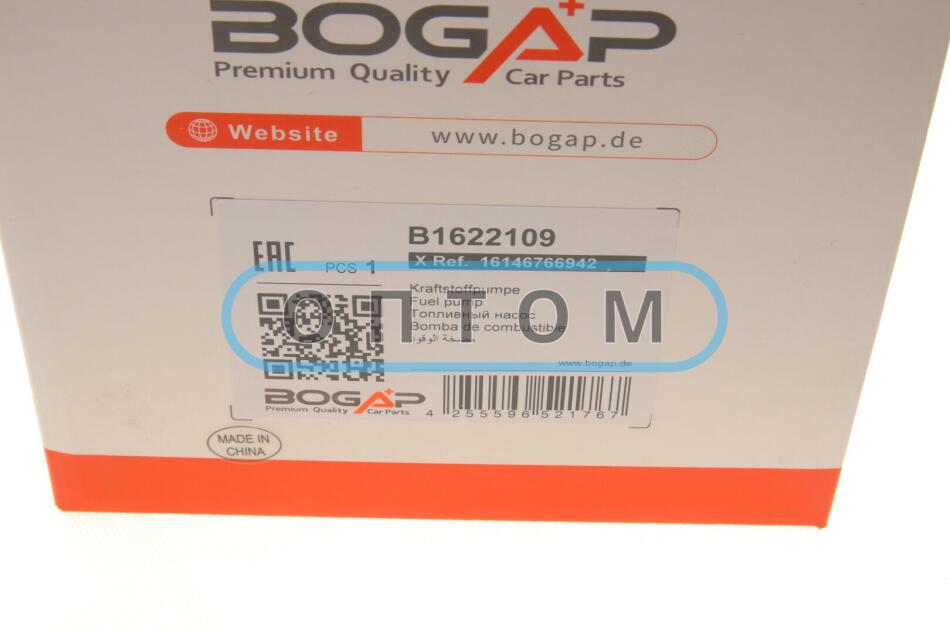 BOGAP
Premium Quality Car Parts
Website www.bogap.de
B1622109
EAC PCS 1 X Ref. 16146766942 ,
Kraftstoffpumpe
Fuel pump
Топливный насос
Bomba de combustible
مضخة الوقود
ОПТОМ
www.bogap.de
BOGAP
Premium Quality Car Parts
4 255596 521767
MADE IN
CHINA